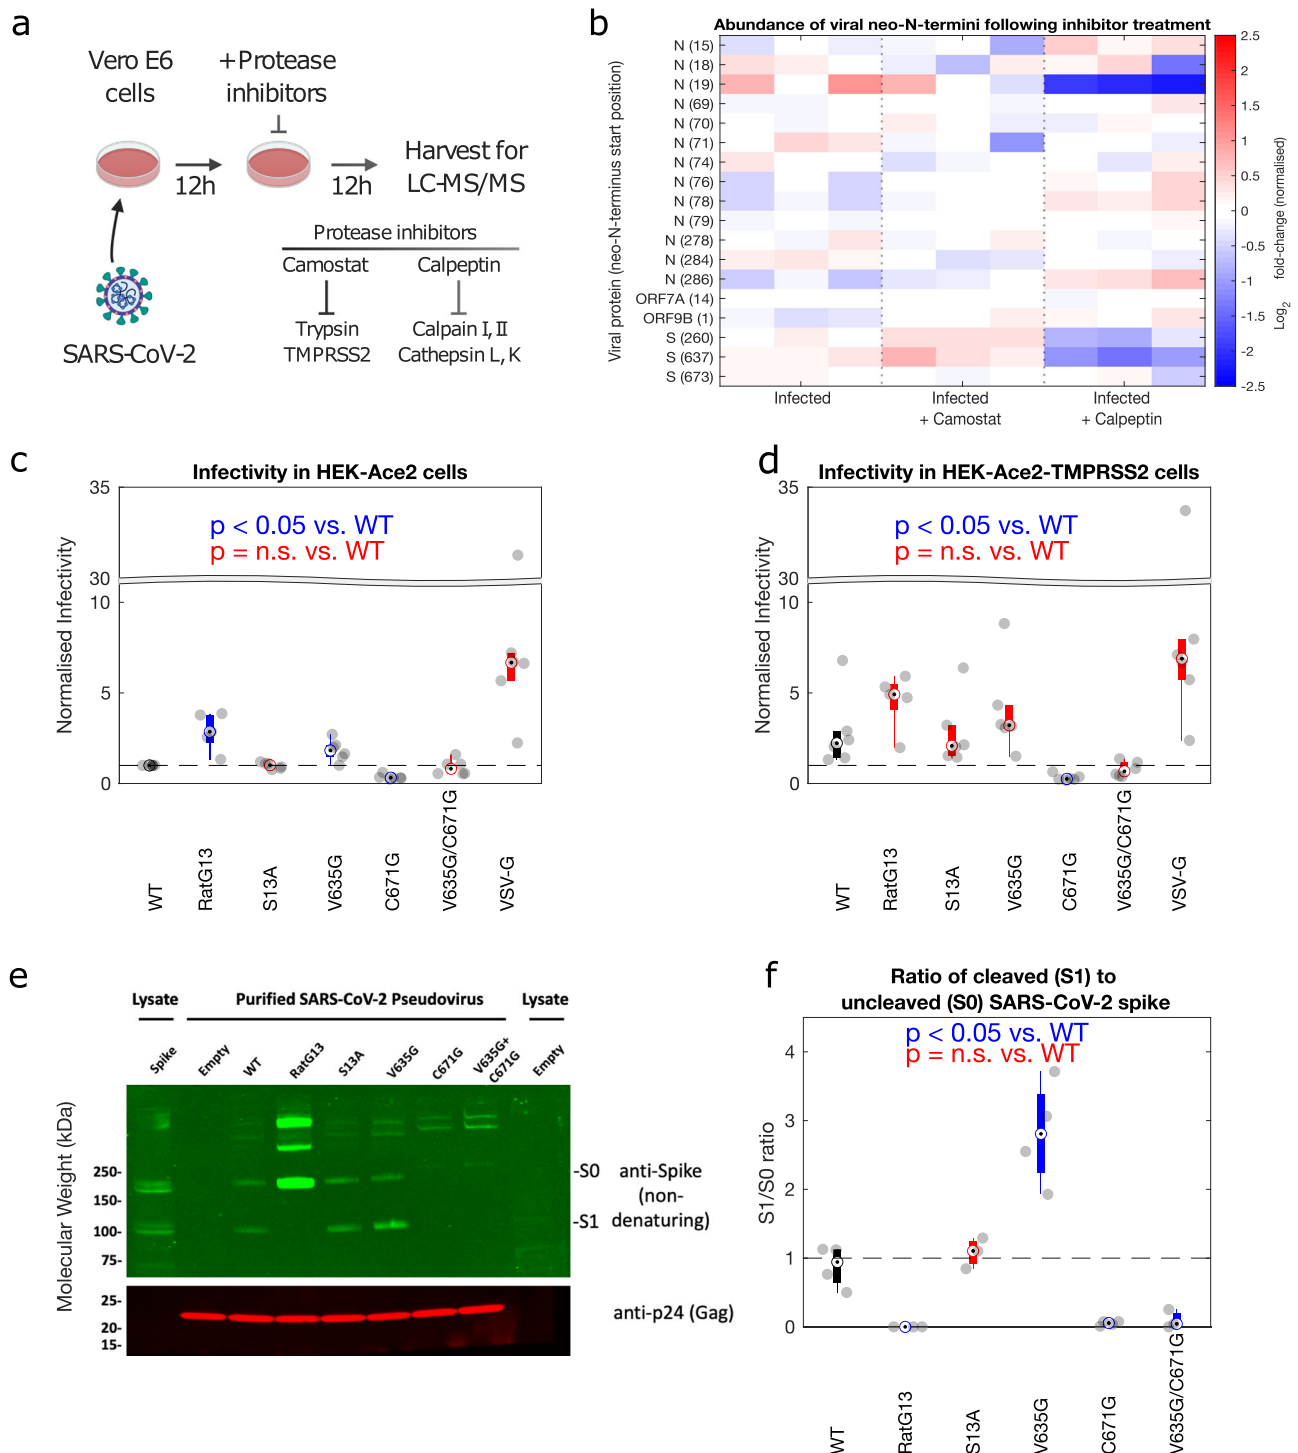 a
Vero E6
cells
+Protease
inhibitors
12h
12h
Harvest for
LC-MS/MS
SARS-CoV-2
Protease inhibitors
Camostat
Calpeptin
Trypsin
TMPRSS2
Calpain I, II
Cathepsin L, K
b
Abundance of viral neo-N-termini following inhibitor treatment
Viral protein (neo-N-terminus start position)
N (15)
N (18)
N (19)
N (69)
N (70)
N (71)
N (74)
N (76)
N (78)
N (79)
N (278)
N (284)
N (286)
ORF7A (14)
ORF9B (1)
S (260)
S (637)
S (673)
Infected
Infected
+ Camostat
Infected
+ Calpeptin
2.5
2
1.5
1
0.5
0
-0.5
-1
-1.5
-2
-2.5
Log2 fold-change (normalised)
c
Infectivity in HEK-Ace2 cells
Normalised Infectivity
35
30
10
5
0
p < 0.05 vs. WT
p = n.s. vs. WT
WT
RatG13
S13A
V635G
C671G
V635G/C671G
VSV-G
d
Infectivity in HEK-Ace2-TMPRSS2 cells
Normalised Infectivity
35
30
10
5
0
p < 0.05 vs. WT
p = n.s. vs. WT
WT
RatG13
S13A
V635G
C671G
V635G/C671G
VSV-G
e
Lysate
Purified SARS-CoV-2 Pseudovirus
Lysate
Spike
Empty
WT
RatG13
S13A
V635G
C671G
V635G+
C671G
Empty
Molecular Weight (kDa)
250-
150-
100-
75-
25-
20-
15-
-S0
-S1
anti-Spike
(non-
denaturing)
anti-p24 (Gag)
f
Ratio of cleaved (S1) to
uncleaved (S0) SARS-CoV-2 spike
p < 0.05 vs. WT
p = n.s. vs. WT
S1/S0 ratio
4
3
2
1
0
WT
RatG13
S13A
V635G
C671G
V635G/C671G